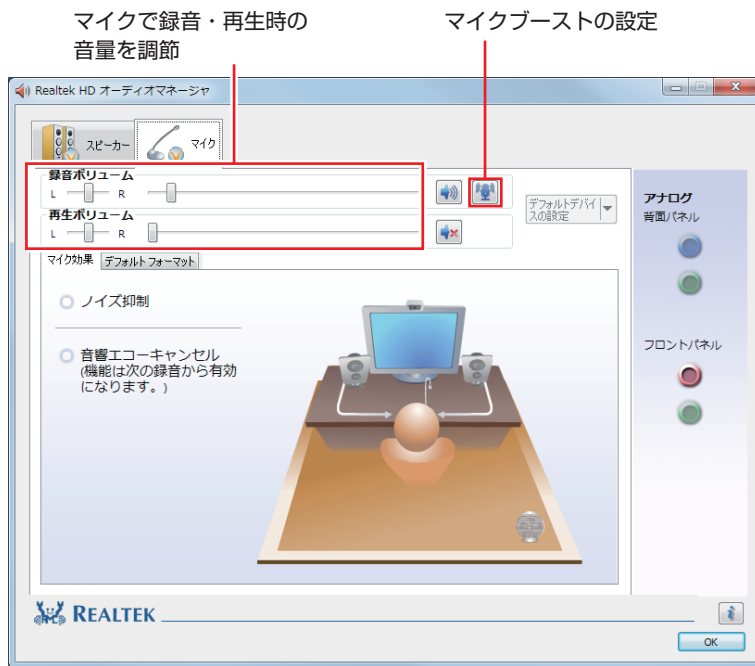 マイクで録音・再生時の
音量を調節
マイクブーストの設定
Realtek HD オーディオマネージャ
スピーカー
マイク
録音ボリューム
L R
デフォルトデバイ
スの設定
再生ボリューム
L R
マイク効果 デフォルト フォーマット
ノイズ抑制
音響エコーキャンセル
(機能は次の録音から有効
になります。)
アナログ
背面パネル
フロントパネル
REALTEK
i
OK